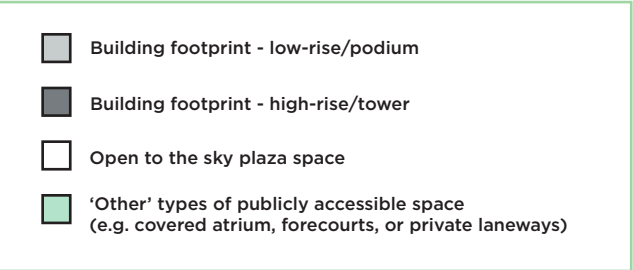 Building footprint - low-rise/podium
Building footprint - high-rise/tower
Open to the sky plaza space
‘Other’ types of publicly accessible space
(e.g. covered atrium, forecourts, or private laneways)